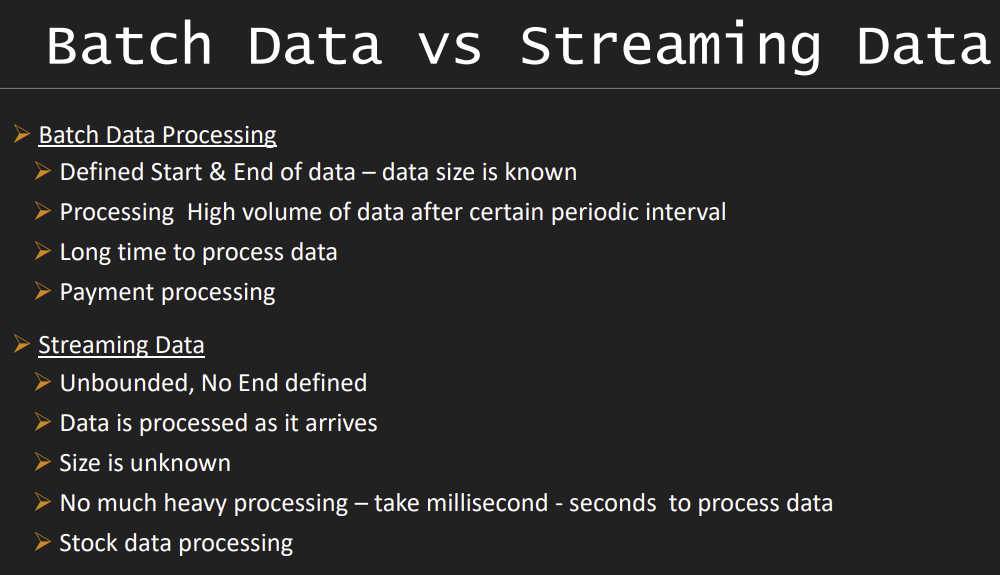 Batch Data vs Streaming Data
Batch Data Processing
Defined Start & End of data – data size is known
Processing  High volume of data after certain periodic interval
Long time to process data
Payment processing
Streaming Data
Unbounded, No End defined
Data is processed as it arrives
Size is unknown
No much heavy processing – take millisecond - seconds  to process data
Stock data processing